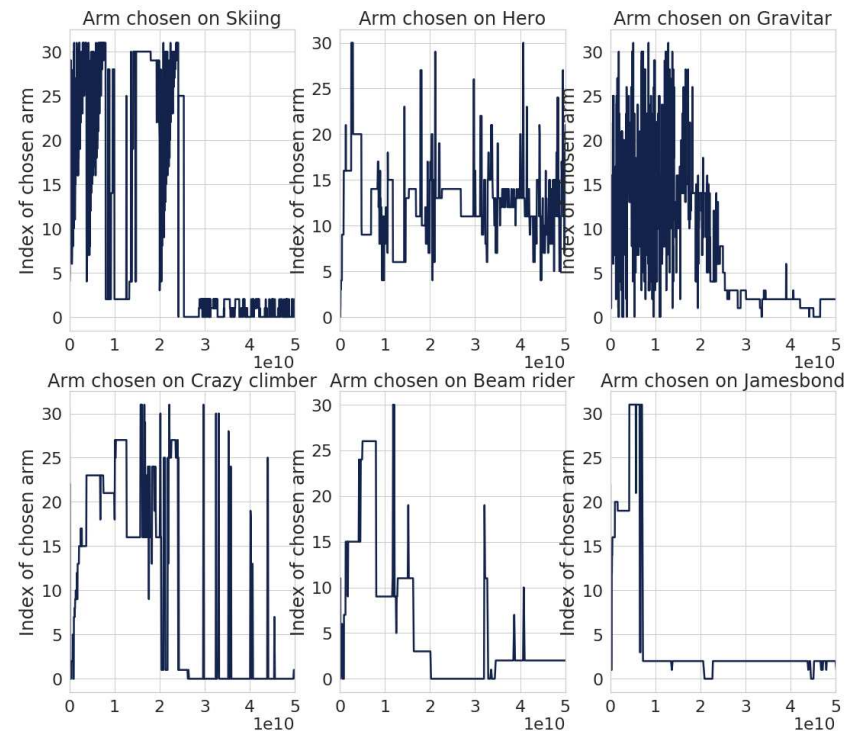 Arm chosen on Skiing
Arm chosen on Hero
Arm chosen on Gravitar
Index of chosen arm
30
25
20
15
10
5
0
Index of chosen arm
30
25
20
15
10
5
0
Index of chosen arm
30
25
20
15
10
5
0
0 1 2 3 4 5
1e10
0 1 2 3 4 5
1e10
0 1 2 3 4 5
1e10
Arm chosen on Crazy climber
Arm chosen on Beam rider
Arm chosen on Jamesbond
Index of chosen arm
30
25
20
15
10
5
0
Index of chosen arm
30
25
20
15
10
5
0
Index of chosen arm
30
25
20
15
10
5
0
0 1 2 3 4 5
1e10
0 1 2 3 4 5
1e10
0 1 2 3 4 5
1e10